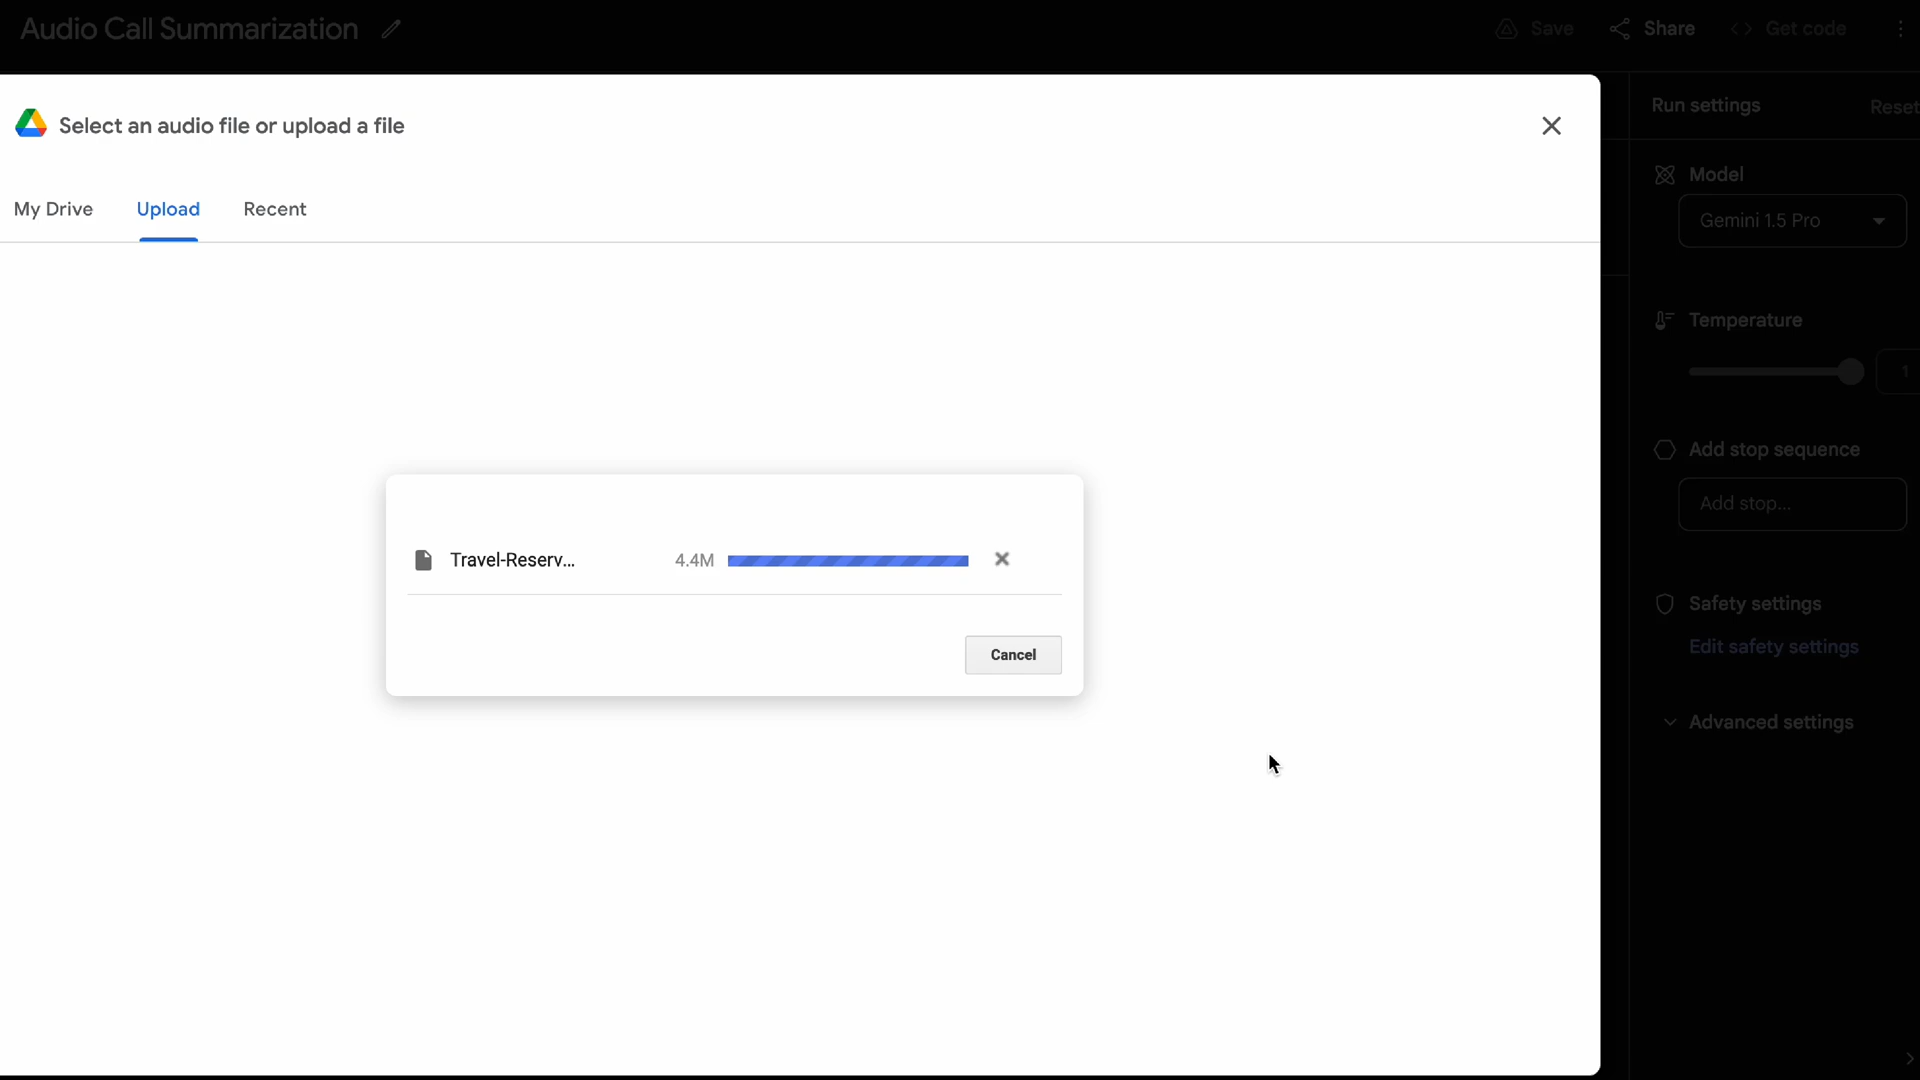 Audio Call Summarization
Save
Share
Get code
Select an audio file or upload a file
My Drive
Upload
Recent
Travel-Reserv...
4.4M
Cancel
Run settings
Reset
Model
Gemini 1.5 Pro
Temperature
1
Add stop sequence
Add stop...
Safety settings
Edit safety settings
Advanced settings